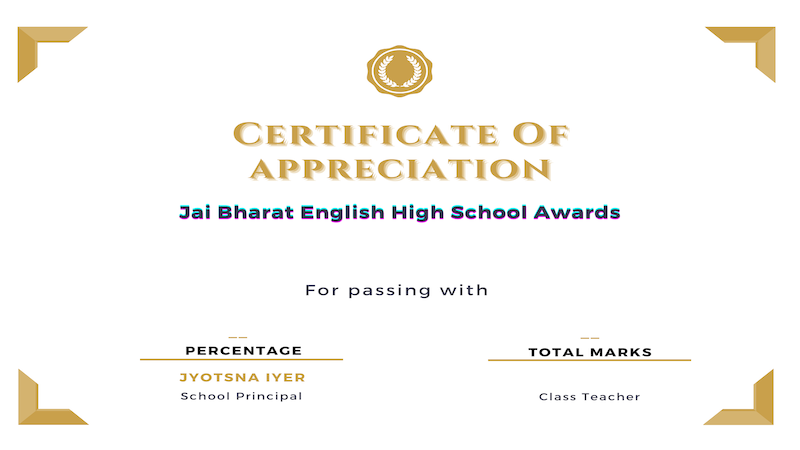 Certificate Of
appreciation
Jai Bharat English High School Awards
For passing with
__
PERCENTAGE
__
TOTAL MARKS
JYOTSNA IYER
School Principal
Class Teacher